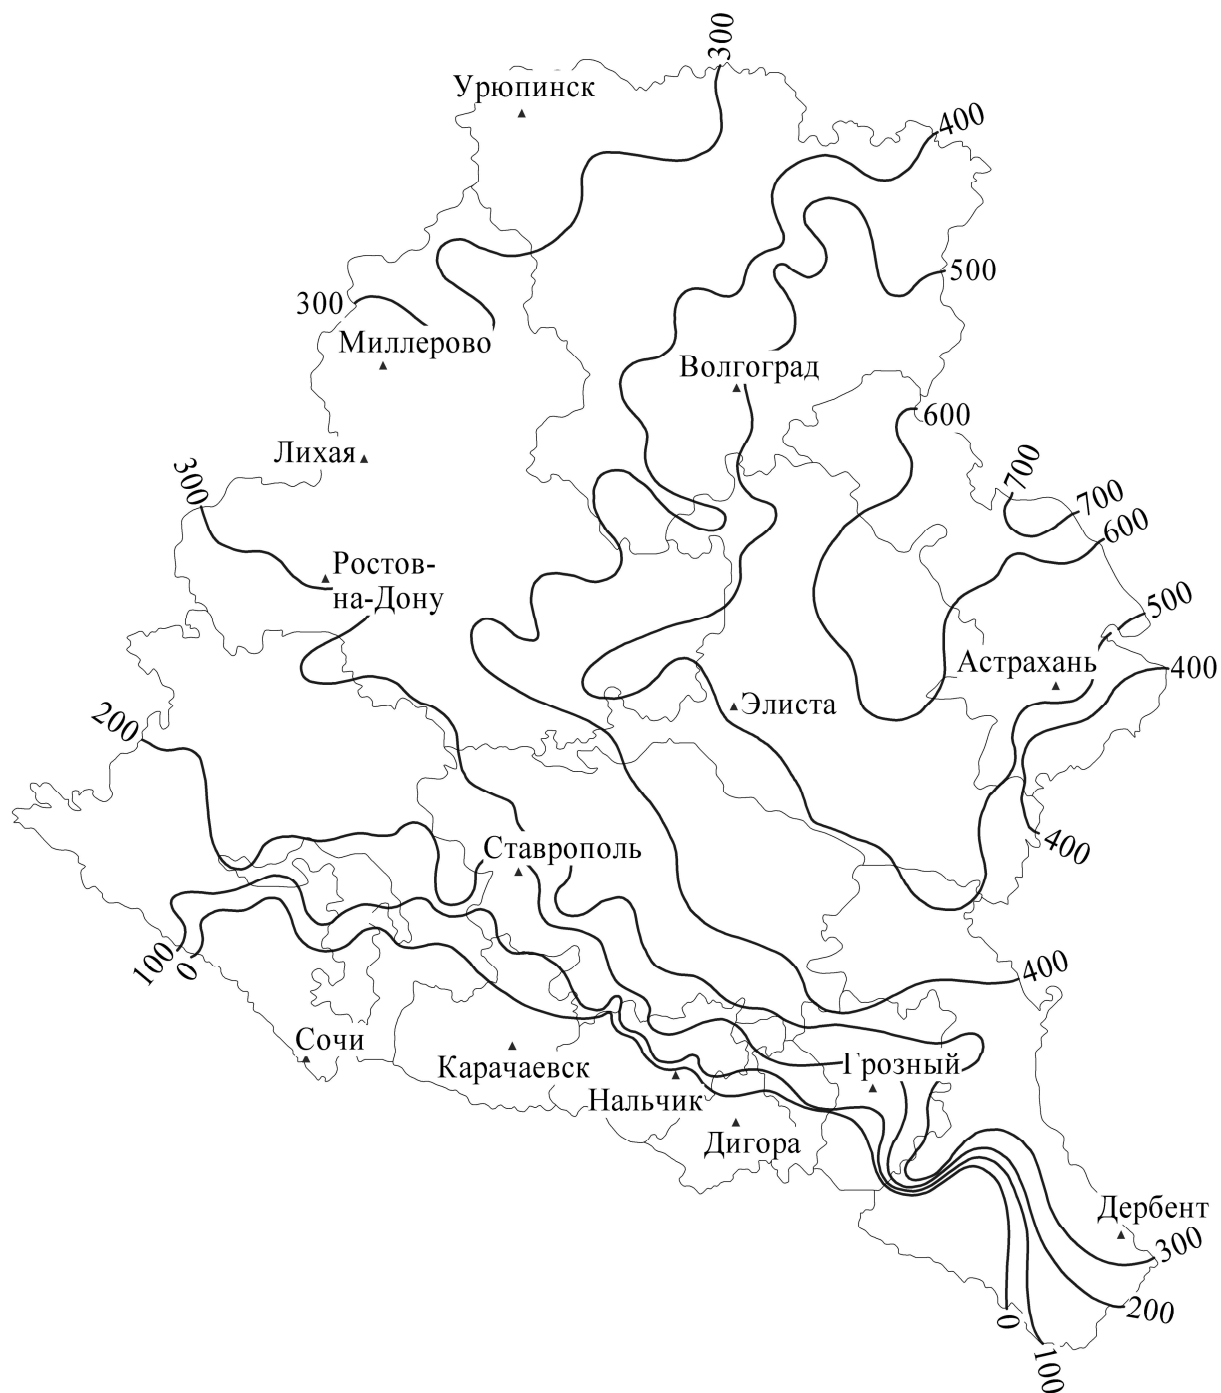 300
Урюпинск
400
500
300
Миллерово
Волгоград
600
Лихая
300
700
700
600
Ростов-
на-Дону
500
Астрахань
400
200
Элиста
400
Ставрополь
100
0
400
Сочи
Карачаевск
Грозный
Нальчик
Дигора
Дербент
300
200
0
100